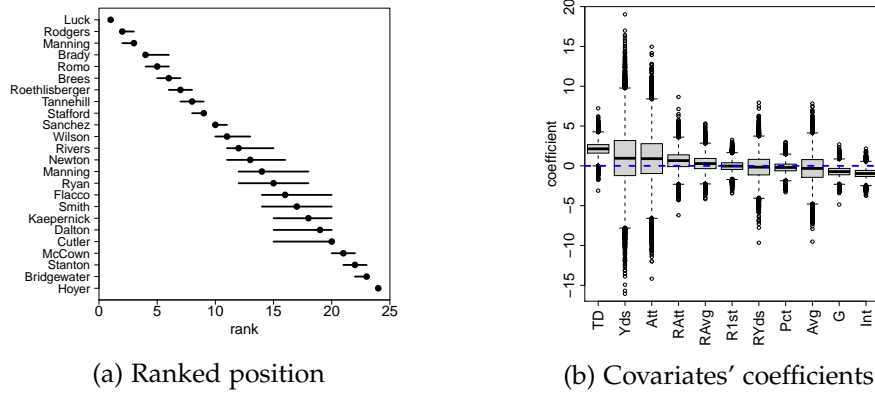 Luck
Rodgers
Manning
Brady
Romo
Brees
Roethlisberger
Tannehill
Stafford
Sanchez
Wilson
Rivers
Newton
Manning
Ryan
Flacco
Smith
Kaepernick
Dalton
Cutler
McCown
Stanton
Bridgewater
Hoyer
0 5 10 15 20 25
rank
(a) Ranked position
coefficient
20
15
10
5
0
−5
−10
−15
TD Yds Att RAtt RAvg R1st RYds Pct Avg G Int
(b) Covariates' coefficients